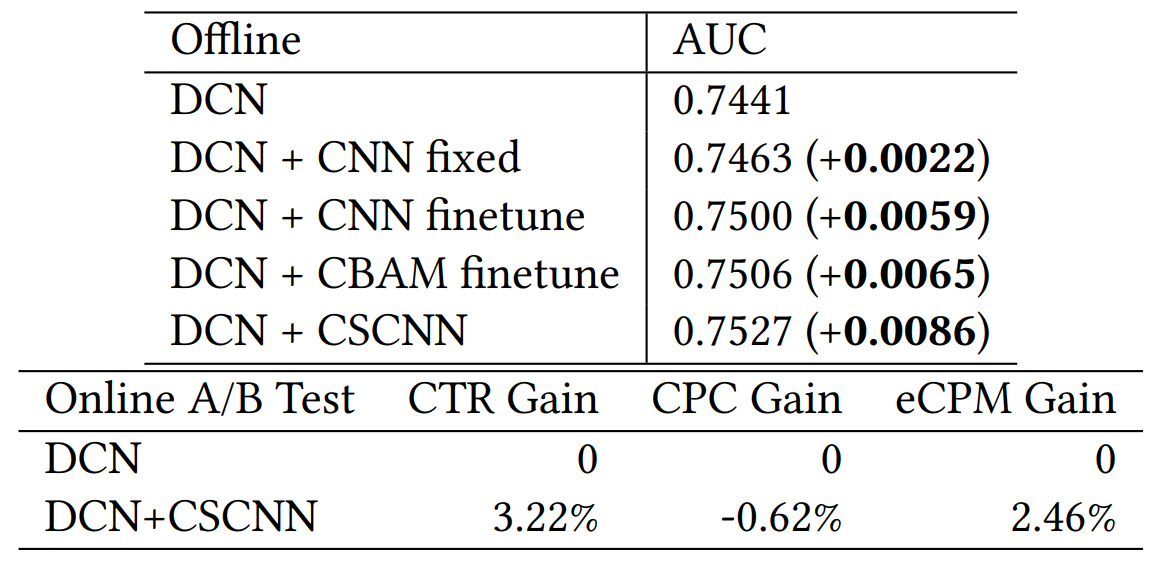 Offline AUC
DCN 0.7441
DCN + CNN fixed 0.7463 (+0.0022)
DCN + CNN finetune 0.7500 (+0.0059)
DCN + CBAM finetune 0.7506 (+0.0065)
DCN + CSCNN 0.7527 (+0.0086)
Online A/B Test CTR Gain CPC Gain eCPM Gain
DCN 0 0 0
DCN+CSCNN 3.22% -0.62% 2.46%